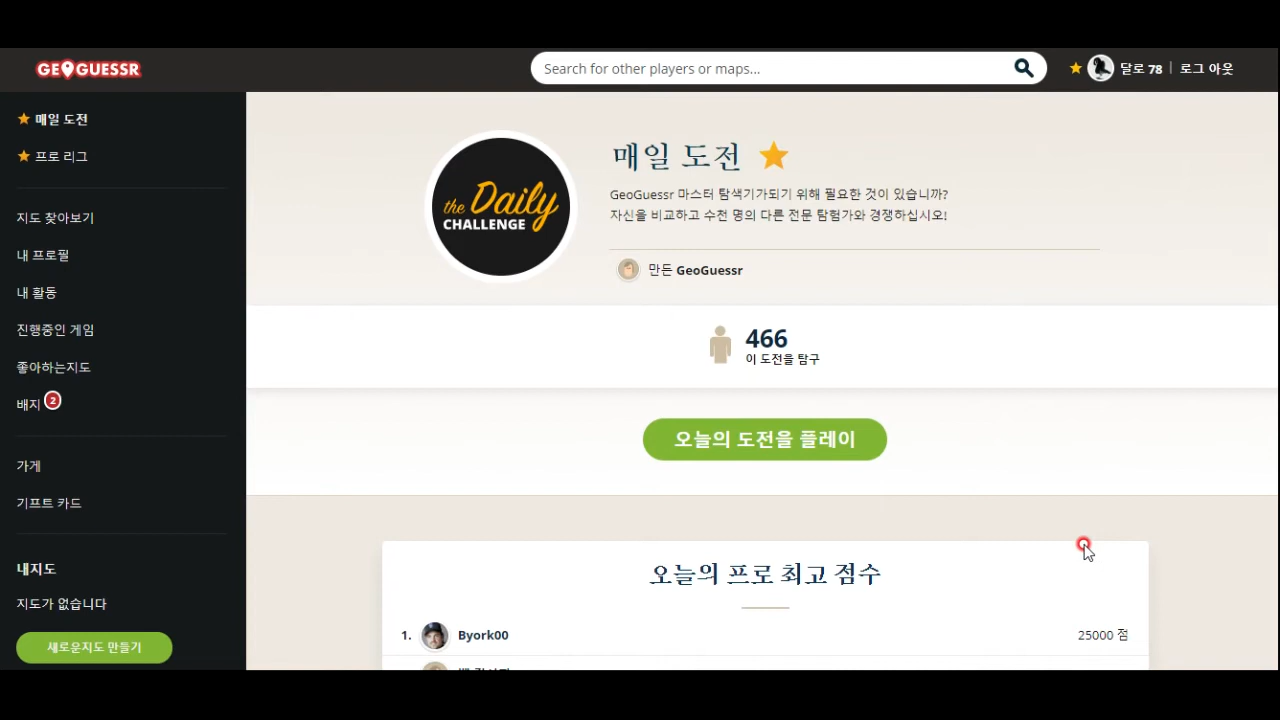 GEOGUESSR
Search for other players or maps...
달로 78 | 로그 아웃
매일 도전
프로 리그
지도 찾아보기
내 프로필
내 활동
진행중인 게임
좋아하는지도
배지 2
가게
기프트 카드
내지도
지도가 없습니다
새로운지도 만들기
the Daily
CHALLENGE
매일 도전
GeoGuessr 마스터 탐색기가되기 위해 필요한 것이 있습니까?
자신을 비교하고 수천 명의 다른 전문 탐험가와 경쟁하십시오!
만든 GeoGuessr
466
이 도전을 탐구
오늘의 도전을 플레이
오늘의 프로 최고 점수
1. Byork00 25000 점